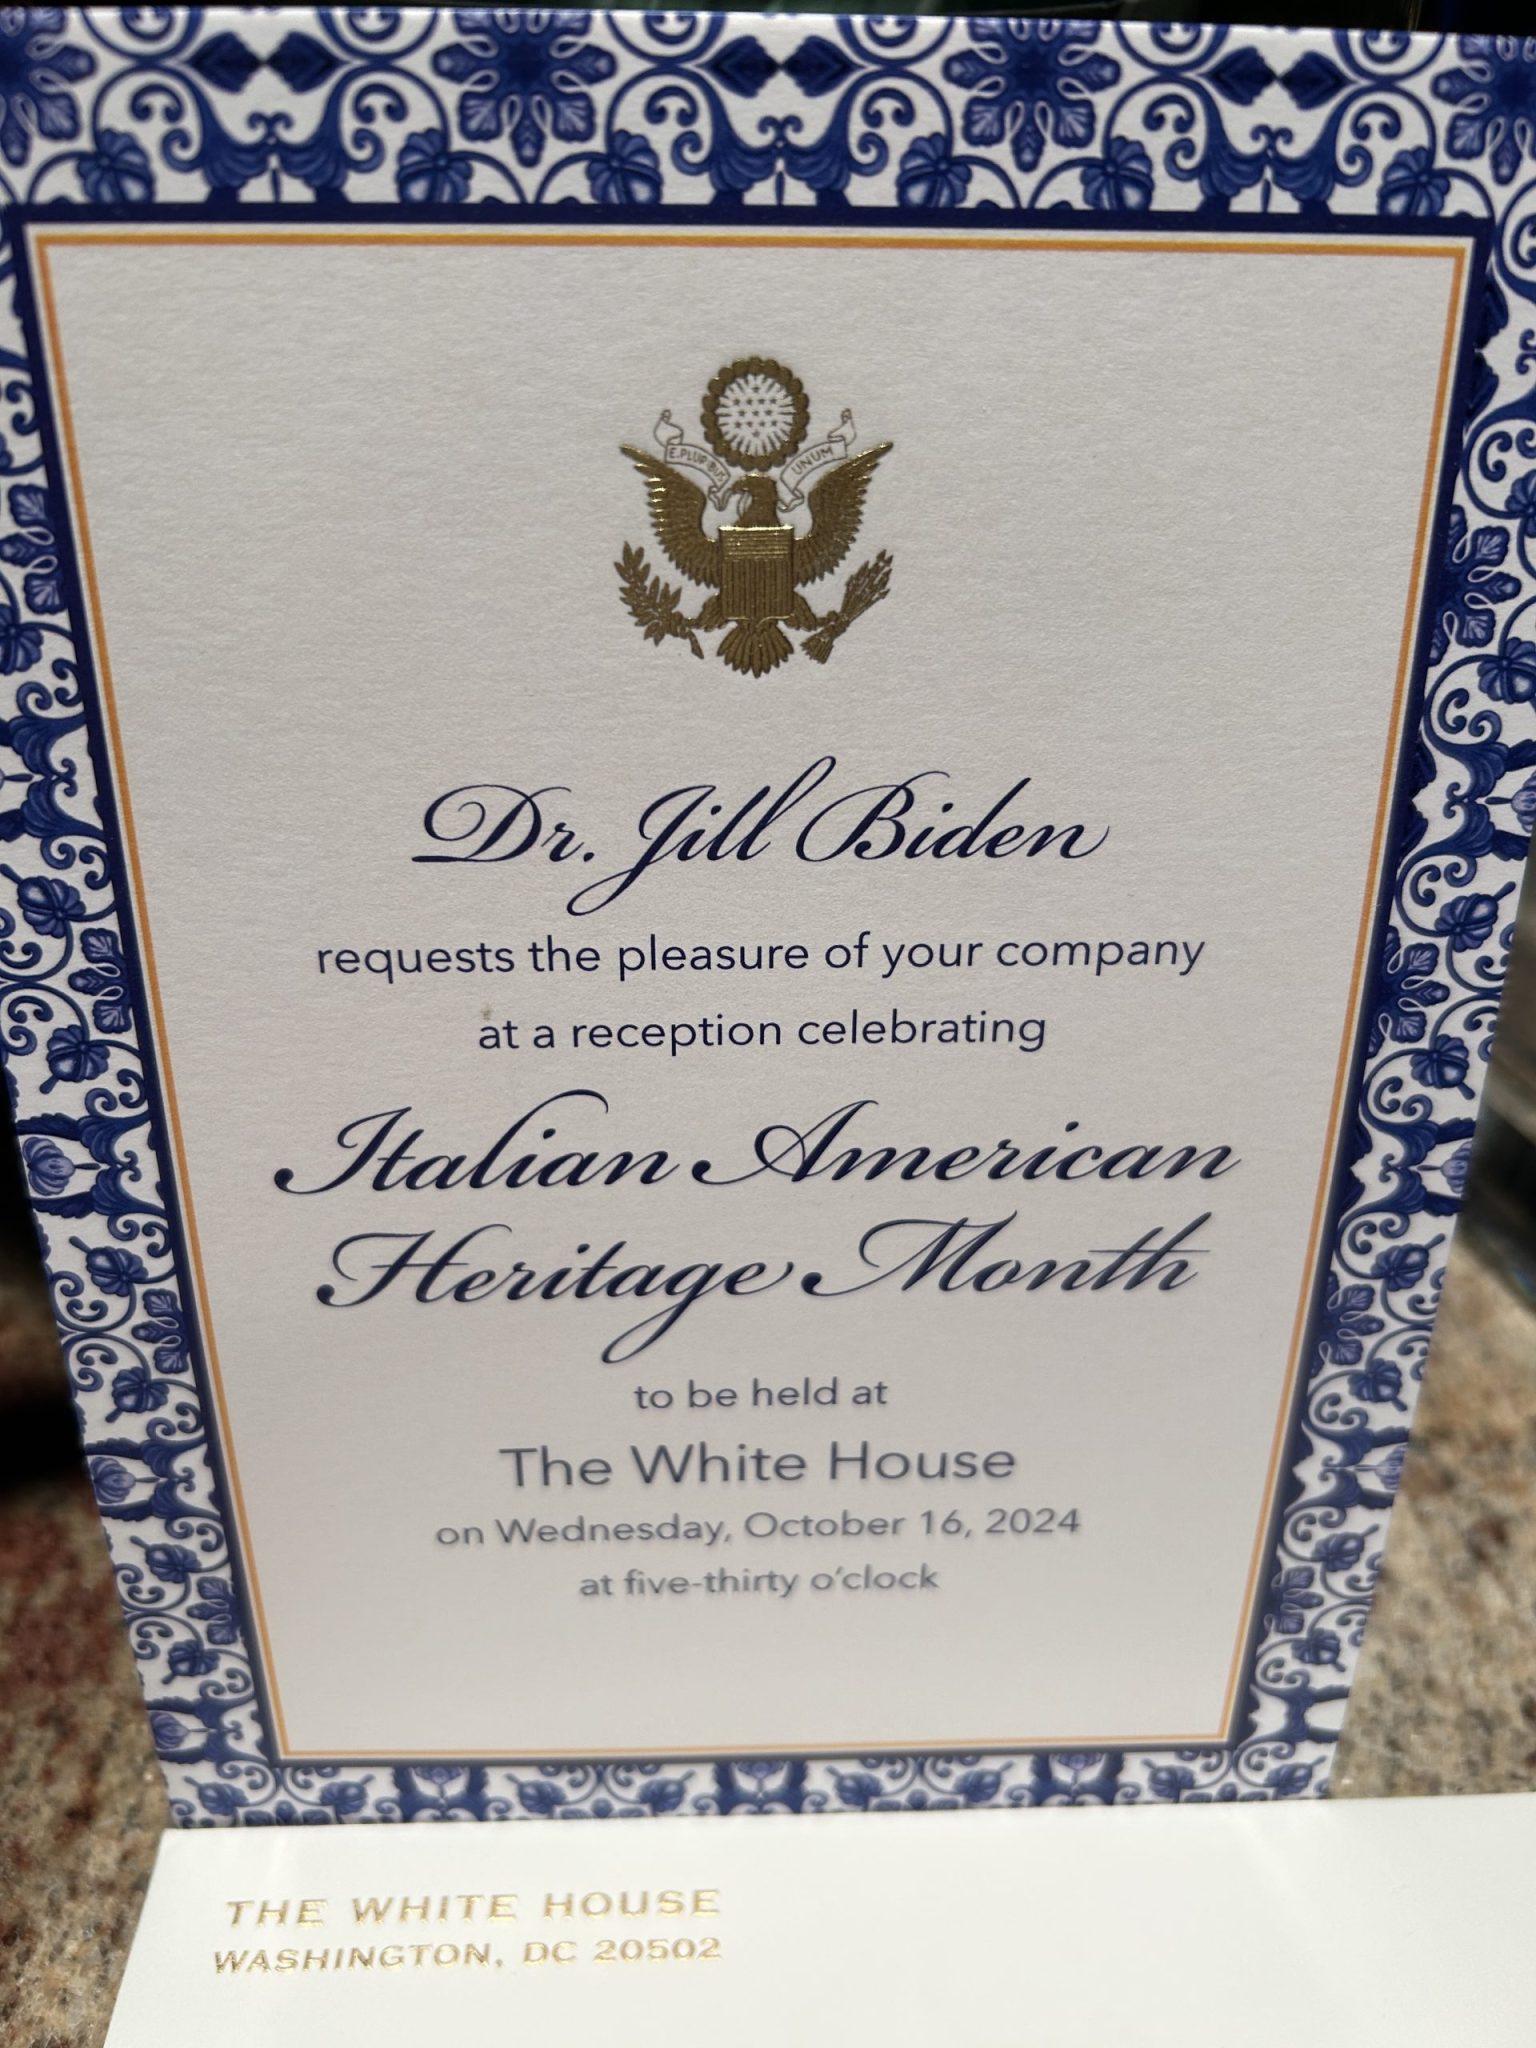 E PLURIBUS UNUM
Dr. Jill Biden
requests the pleasure of your company
at a reception celebrating
Italian American
Heritage Month
to be held at
The White House
on Wednesday, October 16, 2024
at five-thirty o'clock
THE WHITE HOUSE
WASHINGTON, DC 20502